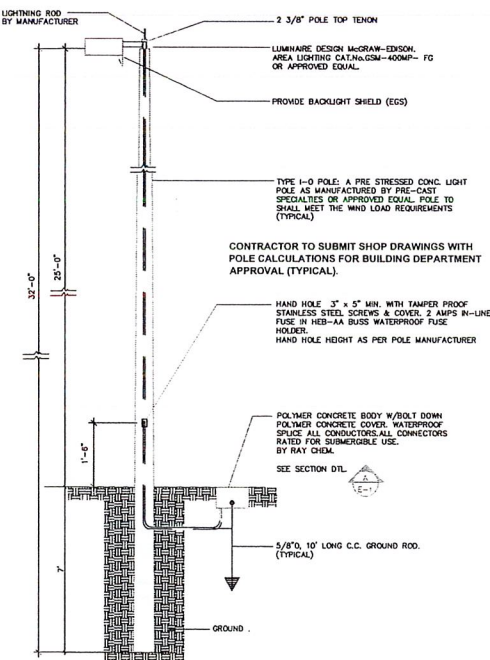 LIGHTNING ROD
BY MANUFACTURER
2 3/8" POLE TOP TENON
LUMINAIRE DESIGN McGRAW-EDISON.
AREA LIGHTING CAT.No.GSM-400MP- FG
OR APPROVED EQUAL
PROVIDE BACKLIGHT SHIELD (EGS)
TYPE I-O POLE: A PRE STRESSED CONC. LIGHT
POLE AS MANUFACTURED BY PRE-CAST
SPECIALTIES OR APPROVED EQUAL. POLE TO
SHALL MEET THE WIND LOAD REQUIREMENTS
(TYPICAL)
CONTRACTOR TO SUBMIT SHOP DRAWINGS WITH
POLE CALCULATIONS FOR BUILDING DEPARTMENT
APPROVAL (TYPICAL).
32'-0"
25'-0"
HAND HOLE 3" x 5" MIN. WITH TAMPER PROOF
STAINLESS STEEL SCREWS & COVER. 2 AMPS IN-LINE
FUSE IN HEB-AA BUSS WATERPROOF FUSE
HOLDER.
HAND HOLE HEIGHT AS PER POLE MANUFACTURER
1'-6"
POLYMER CONCRETE BODY W/BOLT DOWN
POLYMER CONCRETE COVER. WATERPROOF
SPLICE ALL CONDUCTORS.ALL CONNECTORS
RATED FOR SUBMERGIBLE USE.
BY RAY CHEM.
SEE SECTION DTL.
A
E-1
5/8"O, 10' LONG C.C. GROUND ROD.
(TYPICAL)
7'
GROUND .